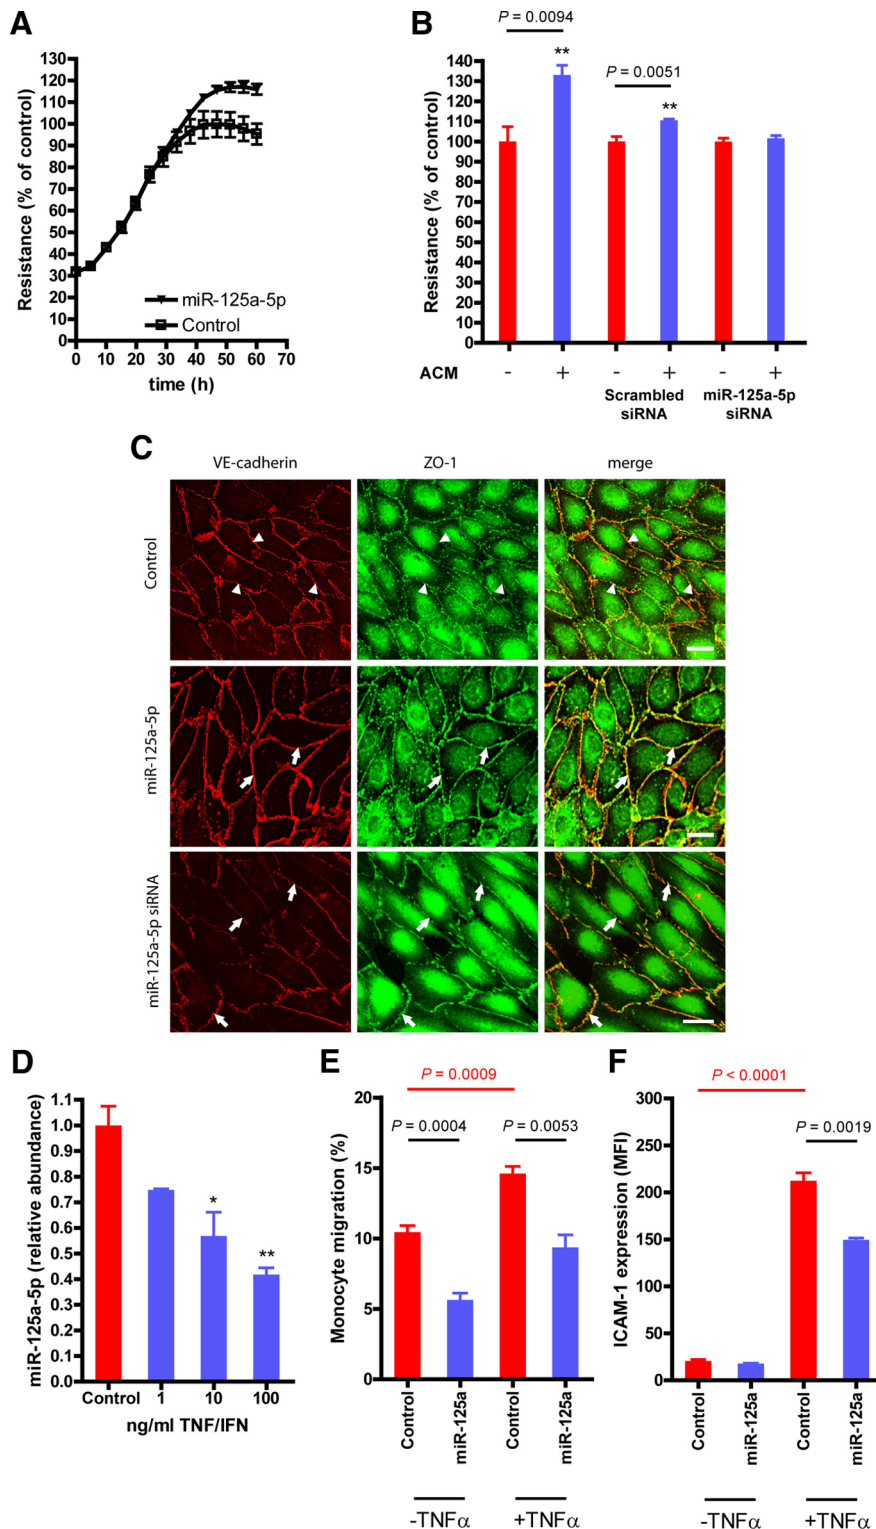 A
Resistance (% of control)
130
120
110
100
90
80
70
60
50
40
30
20
10
0
0 10 20 30 40 50 60 70
time (h)
miR-125a-5p
Control
B
P = 0.0094
**
P = 0.0051
**
Resistance (% of control)
140
130
120
110
100
90
80
70
60
50
40
30
20
10
0
ACM - + - + - +
Scrambled siRNA
miR-125a-5p siRNA
C
VE-cadherin ZO-1 merge
Control
miR-125a-5p
miR-125a-5p siRNA
D
miR-125a-5p (relative abundance)
1.1
1.0
0.9
0.8
0.7
0.6
0.5
0.4
0.3
0.2
0.1
0.0
*
**
Control 1 10 100
ng/ml TNF/IFN
E
P = 0.0009
P = 0.0004 P = 0.0053
Monocyte migration (%)
20
15
10
5
0
Control miR-125a Control miR-125a
-TNFα +TNFα
F
P < 0.0001
P = 0.0019
ICAM-1 expression (MFI)
300
250
200
150
100
50
0
Control miR-125a Control miR-125a
-TNFα +TNFα